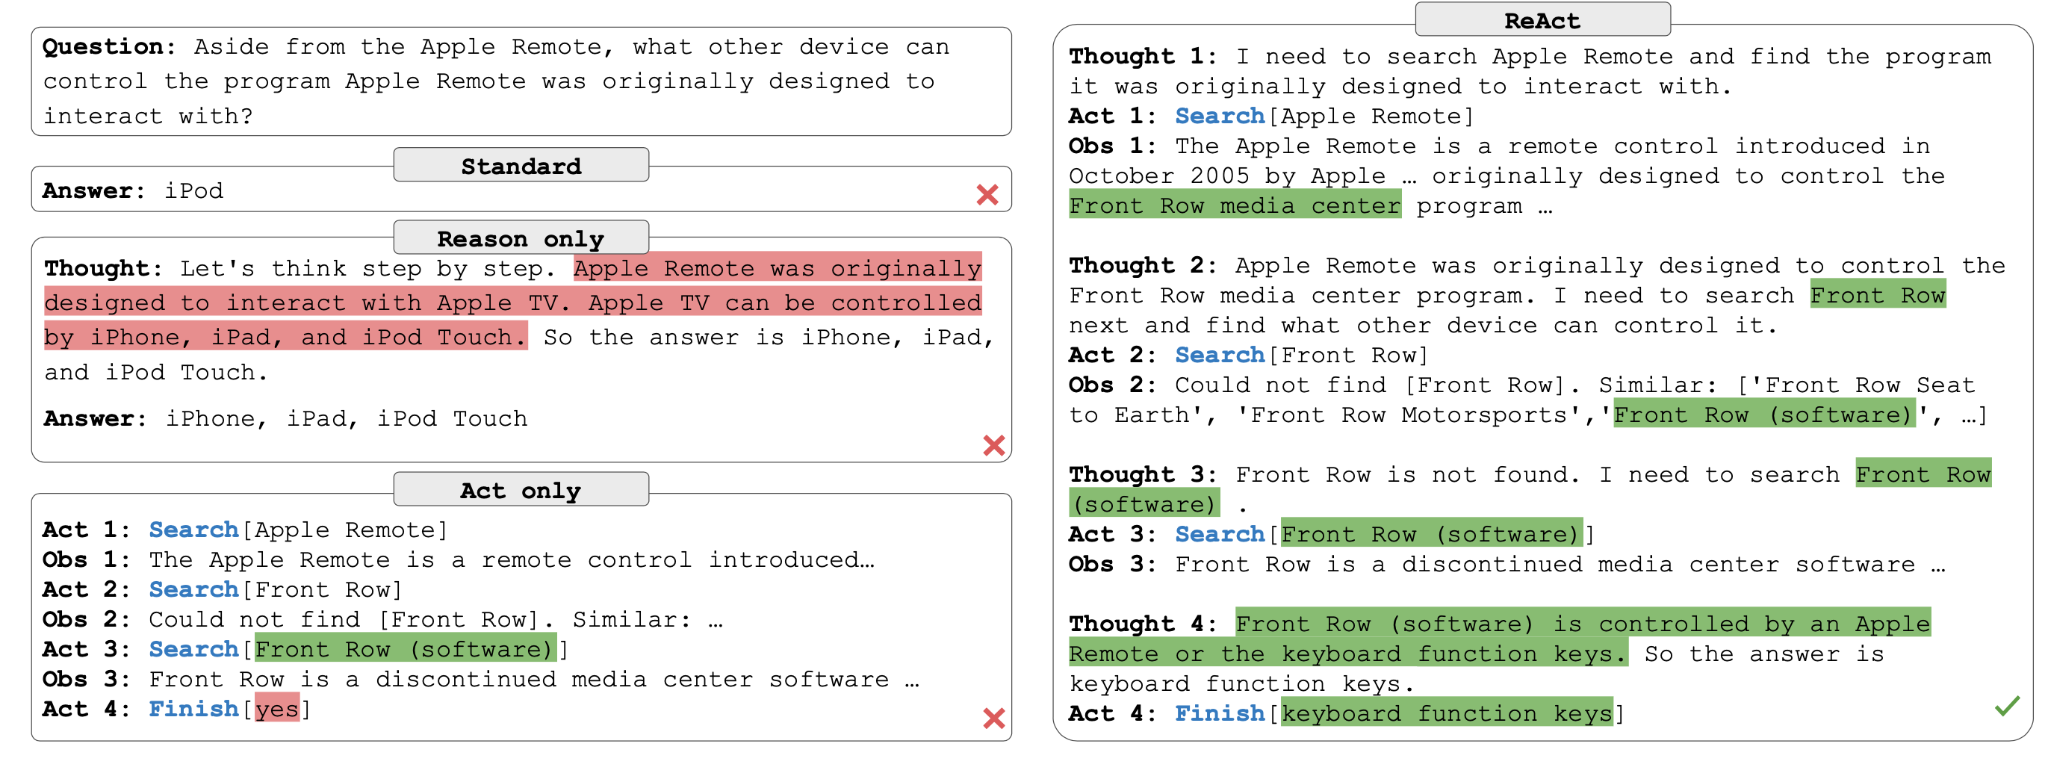 Question: Aside from the Apple Remote, what other device can
control the program Apple Remote was originally designed to
interact with?
Standard
Answer: iPod
Reason only
Thought: Let's think step by step. Apple Remote was originally
designed to interact with Apple TV. Apple TV can be controlled
by iPhone, iPad, and iPod Touch. So the answer is iPhone, iPad,
and iPod Touch.
Answer: iPhone, iPad, iPod Touch
Act only
Act 1: Search[Apple Remote]
Obs 1: The Apple Remote is a remote control introduced…
Act 2: Search[Front Row]
Obs 2: Could not find [Front Row]. Similar: …
Act 3: Search[Front Row (software)]
Obs 3: Front Row is a discontinued media center software …
Act 4: Finish[yes]
ReAct
Thought 1: I need to search Apple Remote and find the program
it was originally designed to interact with.
Act 1: Search[Apple Remote]
Obs 1: The Apple Remote is a remote control introduced in
October 2005 by Apple … originally designed to control the
Front Row media center program …
Thought 2: Apple Remote was originally designed to control the
Front Row media center program. I need to search Front Row
next and find what other device can control it.
Act 2: Search[Front Row]
Obs 2: Could not find [Front Row]. Similar: ['Front Row Seat
to Earth', 'Front Row Motorsports','Front Row (software)', …]
Thought 3: Front Row is not found. I need to search Front Row
(software) .
Act 3: Search[Front Row (software)]
Obs 3: Front Row is a discontinued media center software …
Thought 4: Front Row (software) is controlled by an Apple
Remote or the keyboard function keys. So the answer is
keyboard function keys.
Act 4: Finish[keyboard function keys]